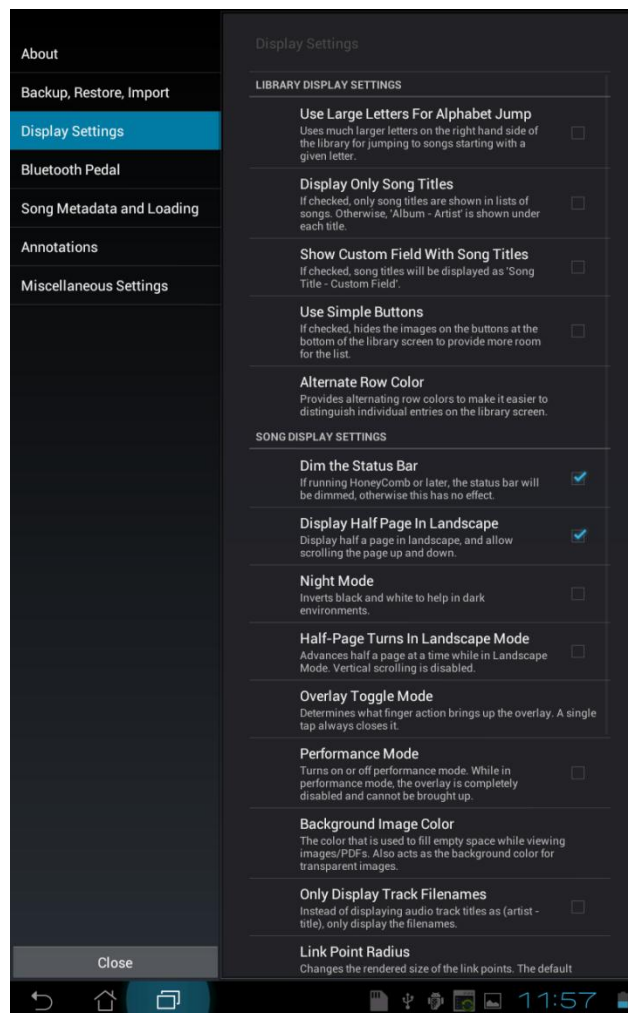 About
Backup, Restore, Import
Display Settings
Bluetooth Pedal
Song Metadata and Loading
Annotations
Miscellaneous Settings
Close
Display Settings
LIBRARY DISPLAY SETTINGS
Use Large Letters For Alphabet Jump
Uses much larger letters on the right hand side of
the library for jumping to songs starting with a
given letter.
Display Only Song Titles
If checked, only song titles are shown in lists of
songs. Otherwise, 'Album - Artist' is shown under
each title.
Show Custom Field With Song Titles
If checked, song titles will be displayed as 'Song
Title - Custom Field'.
Use Simple Buttons
If checked, hides the images on the buttons at the
bottom of the library screen to provide more room
for the list.
Alternate Row Color
Provides alternating row colors to make it easier to
distinguish individual entries on the library screen.
SONG DISPLAY SETTINGS
Dim the Status Bar
If running HoneyComb or later, the status bar will
be dimmed, otherwise this has no effect.
Display Half Page In Landscape
Display half a page in landscape, and allow
scrolling the page up and down.
Night Mode
Inverts black and white to help in dark
environments.
Half-Page Turns In Landscape Mode
Advances half a page at a time while in Landscape
Mode. Vertical scrolling is disabled.
Overlay Toggle Mode
Determines what finger action brings up the overlay. A single
tap always closes it.
Performance Mode
Turns on or off performance mode. While in
performance mode, the overlay is completely
disabled and cannot be brought up.
Background Image Color
The color that is used to fill empty space while viewing
images/PDFs. Also acts as the background color for
transparent images.
Only Display Track Filenames
Instead of displaying audio track titles as (artist -
title), only display the filenames.
Link Point Radius
Changes the rendered size of the link points. The default
11:57